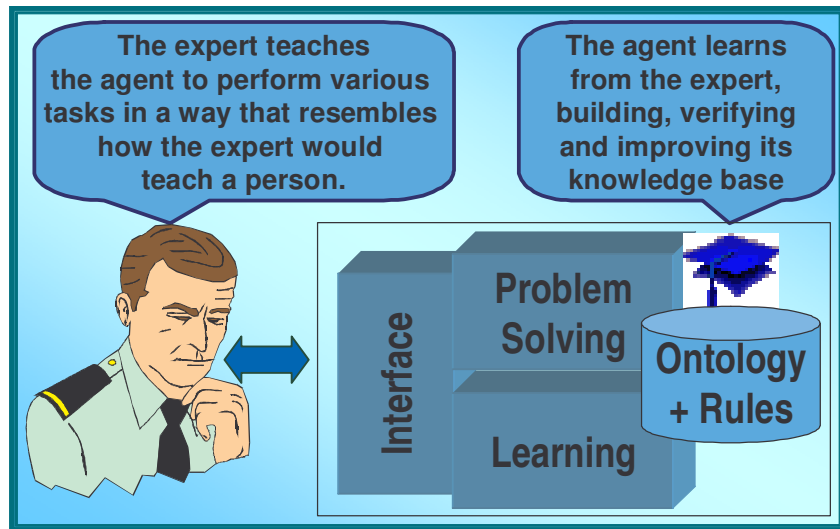 The expert teaches
the agent to perform various
tasks in a way that resembles
how the expert would
teach a person.
The agent learns
from the expert,
building, verifying
and improving its
knowledge base
Interface
Problem
Solving
Learning
Ontology
+ Rules